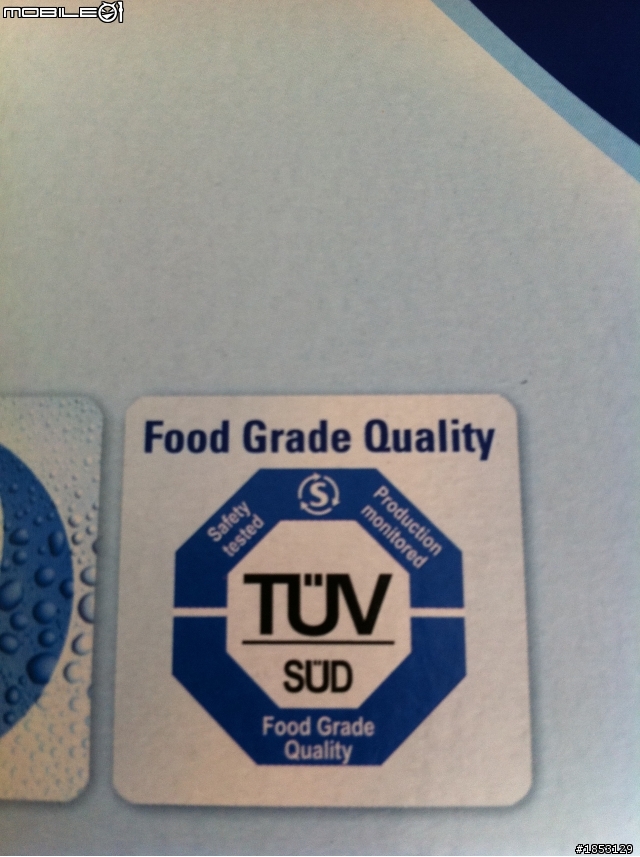 MOBILE01
Food Grade Quality
S
Safety
tested
Production
monitored
TÜV
SÜD
Food Grade
Quality
#1853129